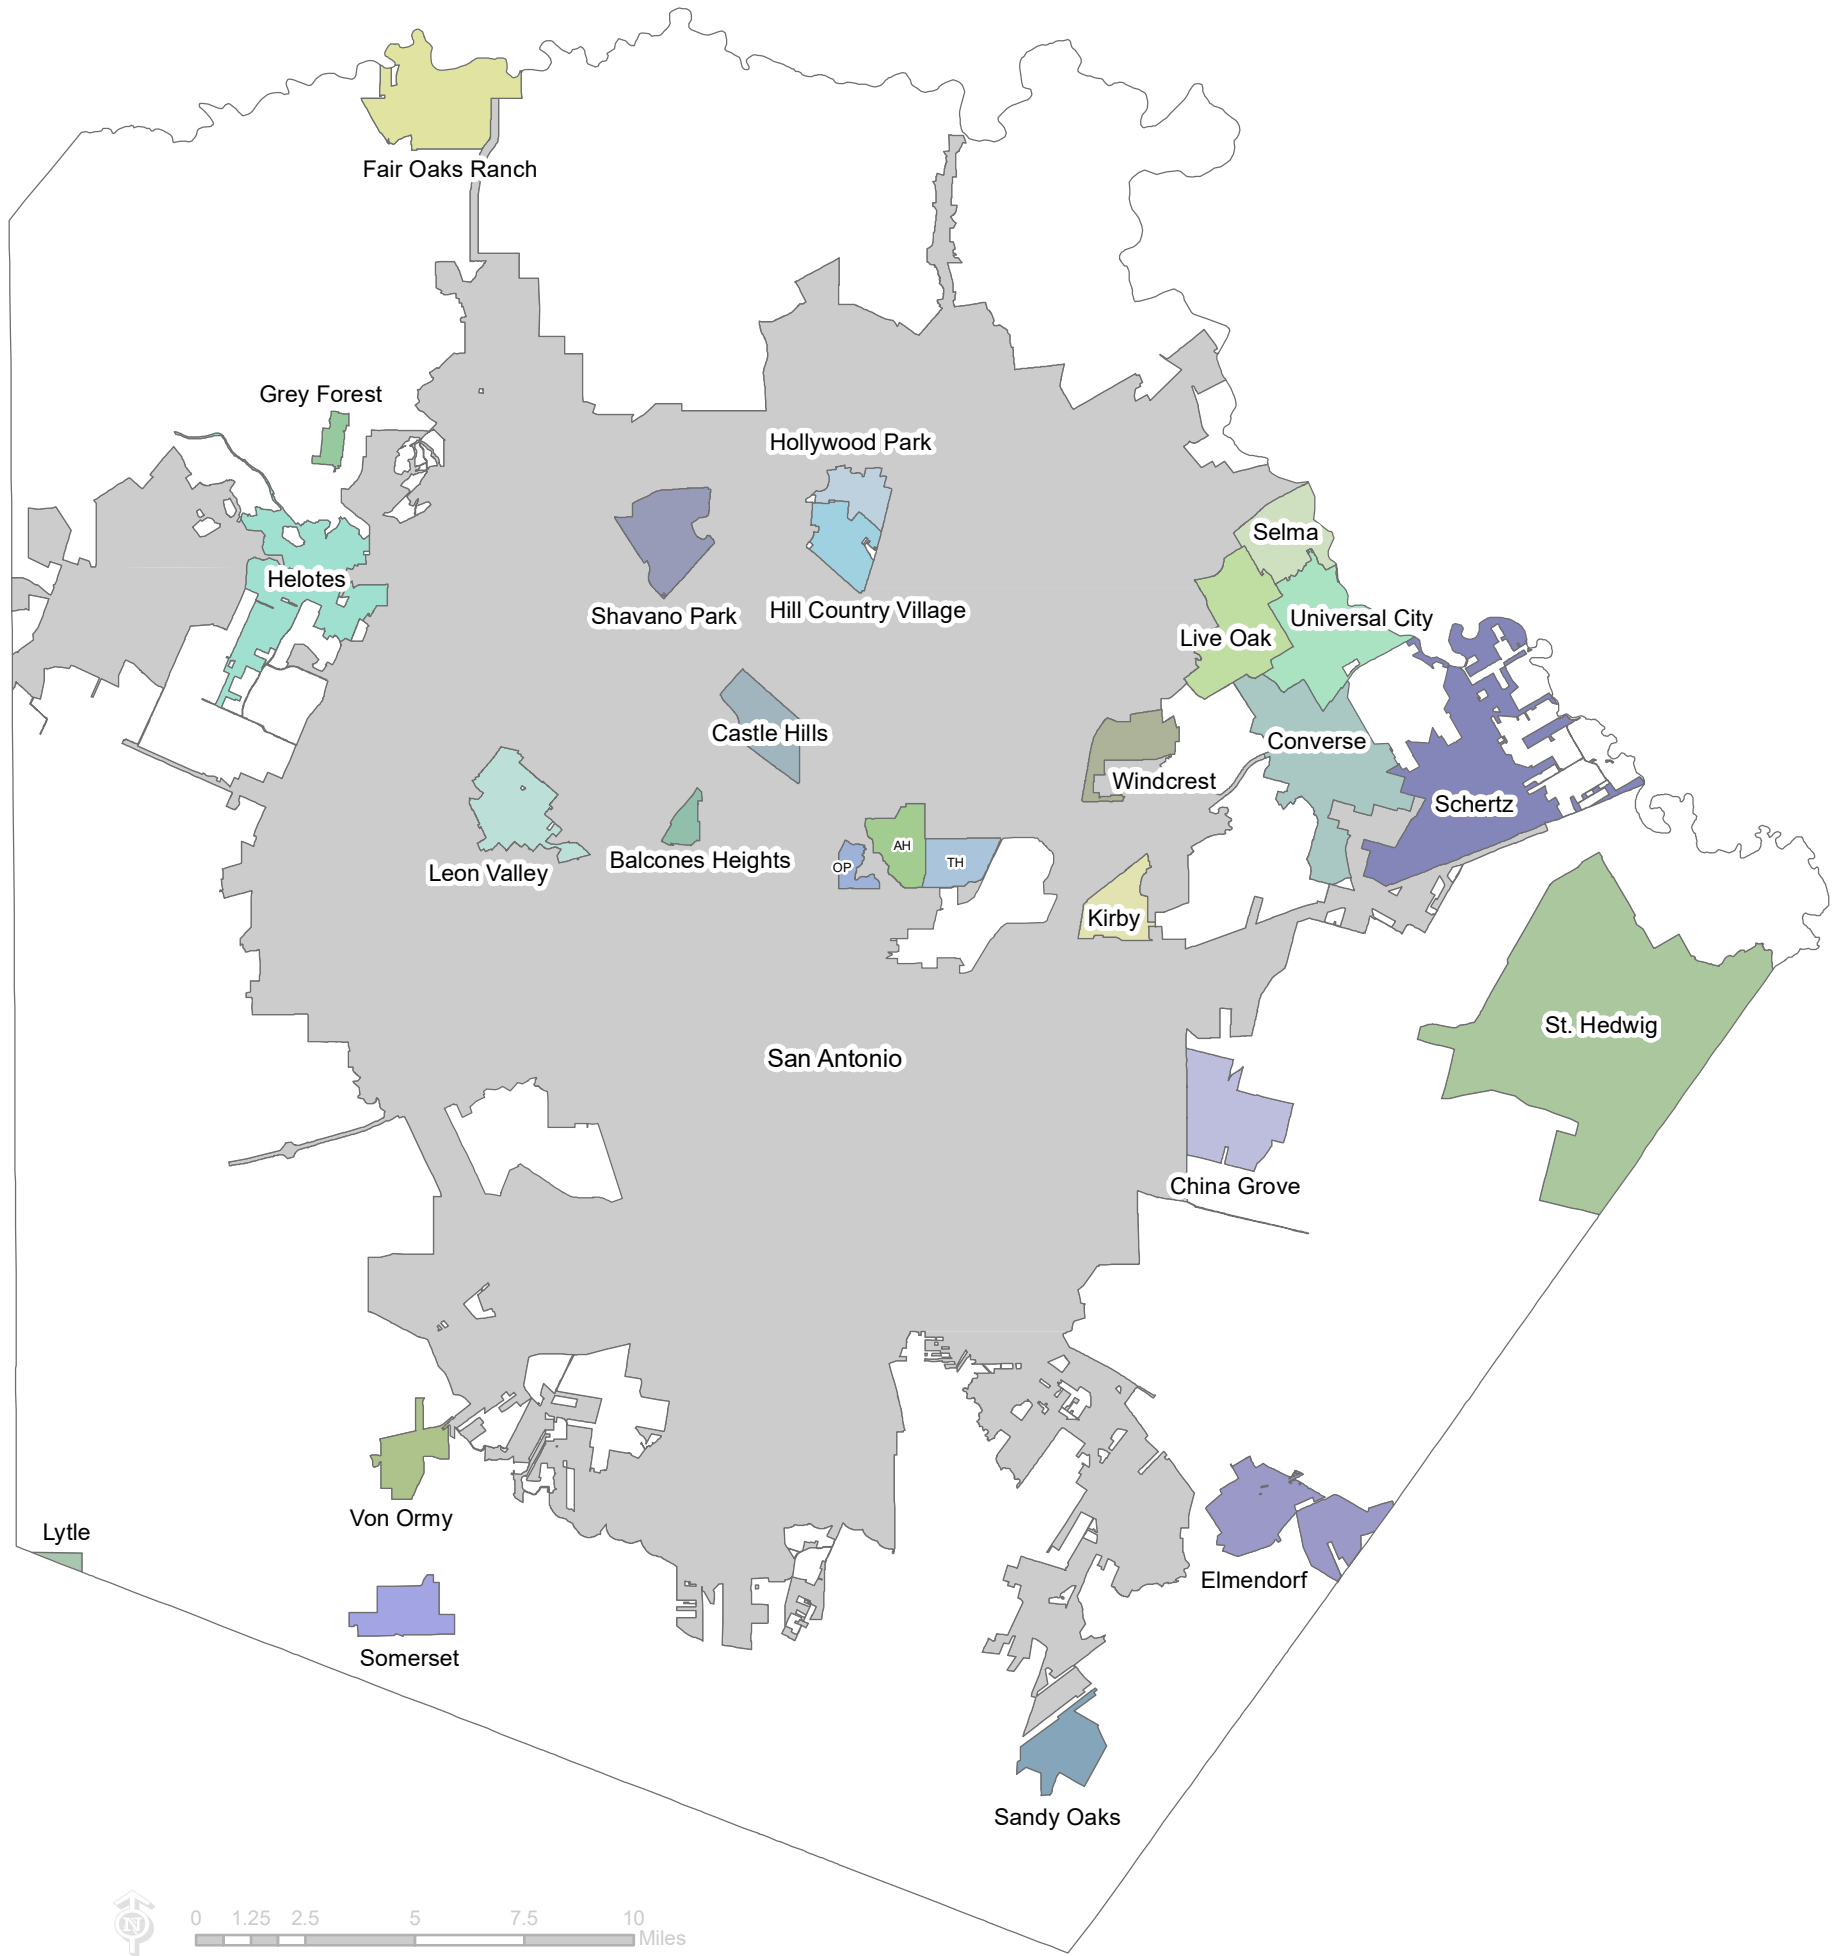 Fair Oaks Ranch
Grey Forest
Hollywood Park
Selma
Helotes
Shavano Park
Hill Country Village
Universal City
Live Oak
Castle Hills
Converse
Windcrest
Schertz
AH
Balcones Heights
OP
TH
Leon Valley
Kirby
St. Hedwig
San Antonio
China Grove
Von Ormy
Lytle
Elmendorf
Somerset
Sandy Oaks
N
0 1.25 2.5 5 7.5 10
Miles